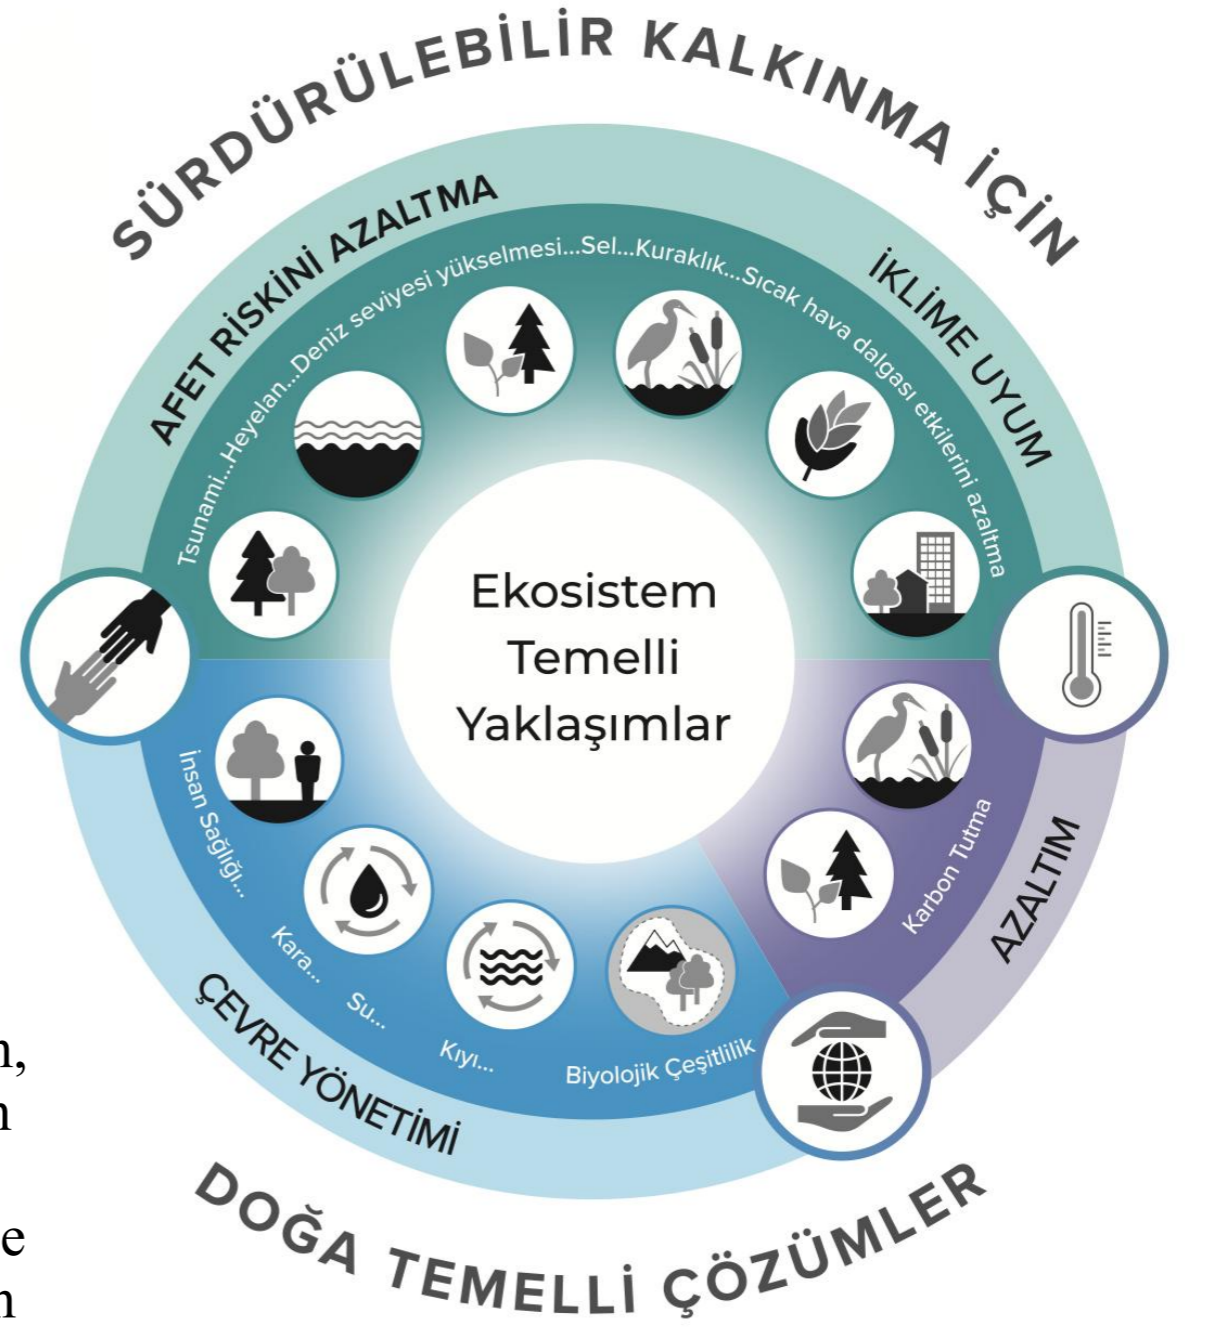 SÜRDÜRÜLEBİLİR KALKINMA İÇİN
AFET RİSKİNİ AZALTMA
İKLİME UYUM
Tsunami...Heyelan...Deniz seviyesi yükselmesi...Sel...Kuraklık...Sıcak hava dalgası etkilerini azaltma
Ekosistem
Temelli
Yaklaşımlar
İnsan Sağlığı...
Kara...
Su...
Kıyı...
Biyolojik Çeşitlilik
Karbon Tutma
AZALTIM
ÇEVRE YÖNETİMİ
DOĞA TEMELLİ ÇÖZÜMLER